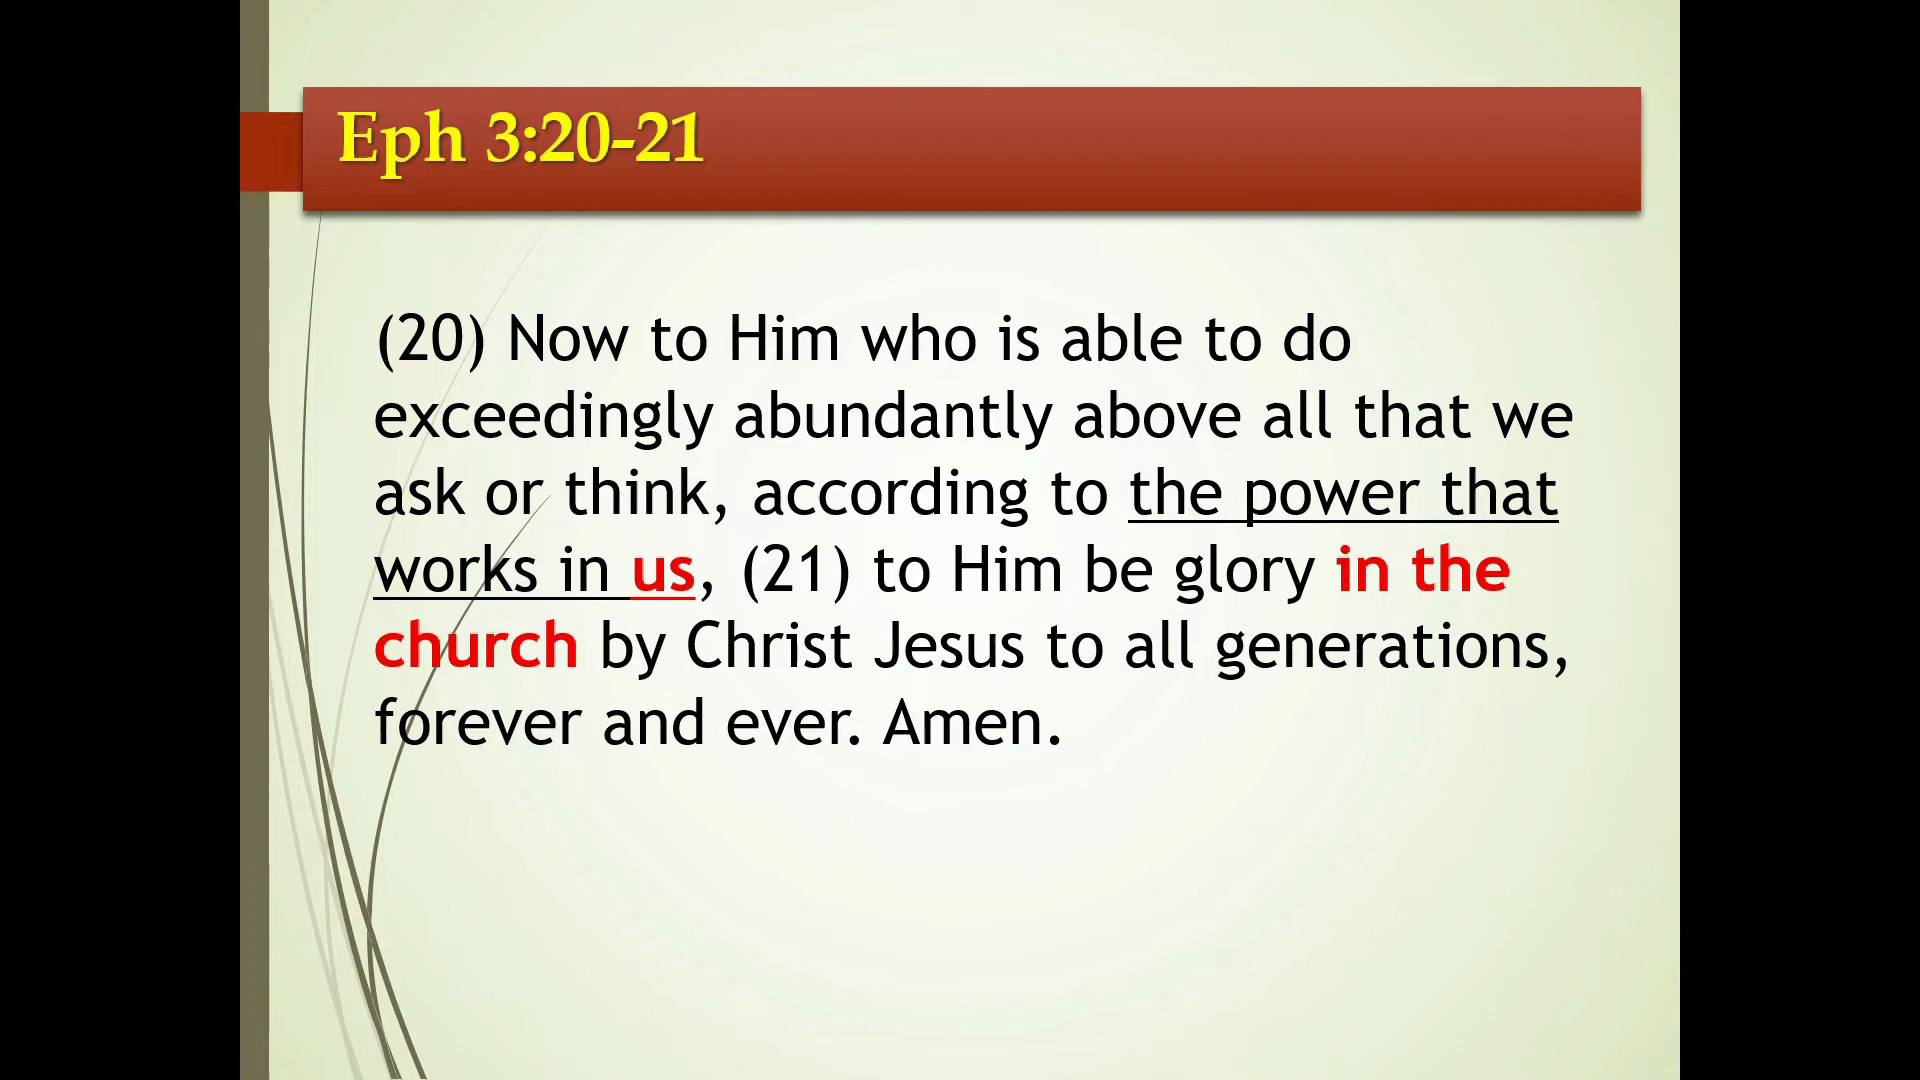 Eph 3:20-21
(20) Now to Him who is able to do
exceedingly abundantly above all that we
ask or think, according to the power that
works in us, (21) to Him be glory in the
church by Christ Jesus to all generations,
forever and ever. Amen.